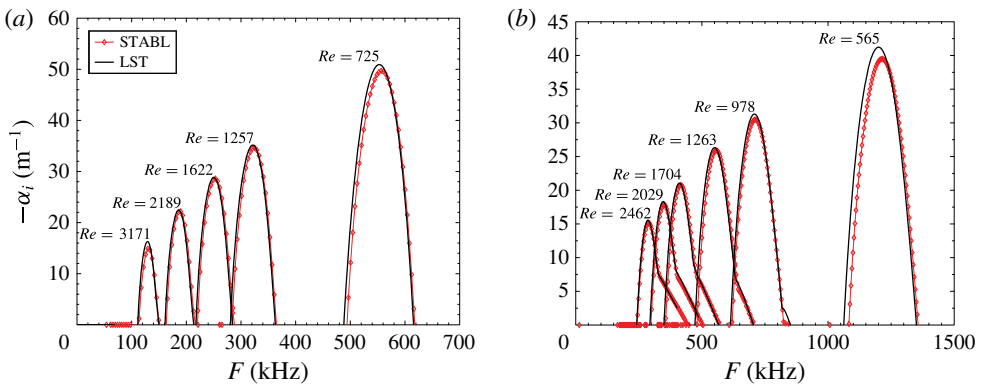 (a)
60
50
40
30
20
10
0
−αi (m−1)
STABL
LST
Re = 725
Re = 1257
Re = 1622
Re = 2189
Re = 3171
100 200 300 400 500 600 700
F (kHz)
(b)
45
40
35
30
25
20
15
10
5
0
Re = 565
Re = 978
Re = 1263
Re = 1704
Re = 2029
Re = 2462
500 1000 1500
F (kHz)